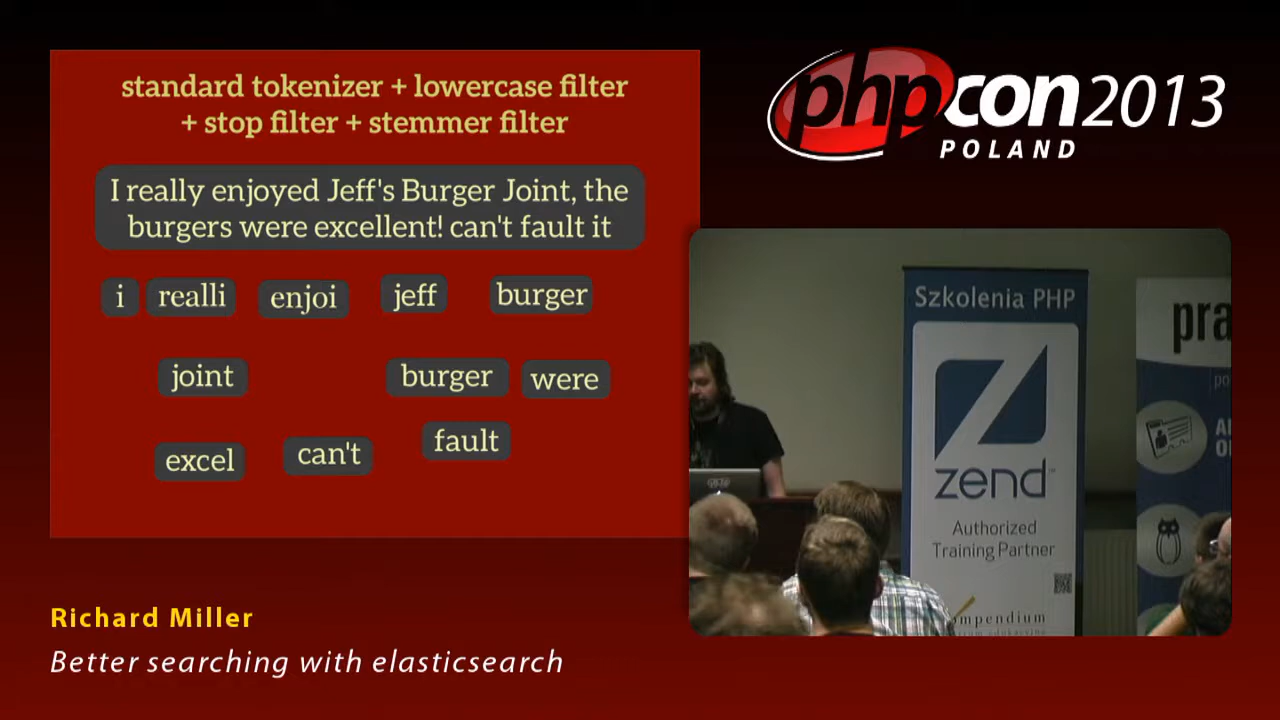 standard tokenizer + lowercase filter
+ stop filter + stemmer filter
I really enjoyed Jeff's Burger Joint, the
burgers were excellent! can't fault it
i realli enjoi jeff burger
joint burger were
excel can't fault
phpcon 2013
POLAND
Szkolenia PHP
zend
Authorized
Training Partner
Richard Miller
Better searching with elasticsearch